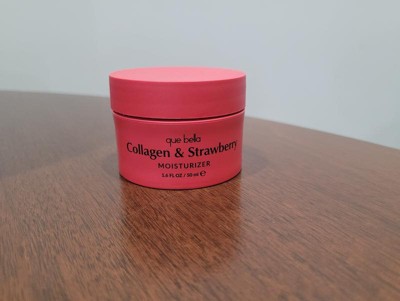 que bella
Collagen & Strawberry
MOISTURIZER
1.6 FL OZ / 50 ml ℮